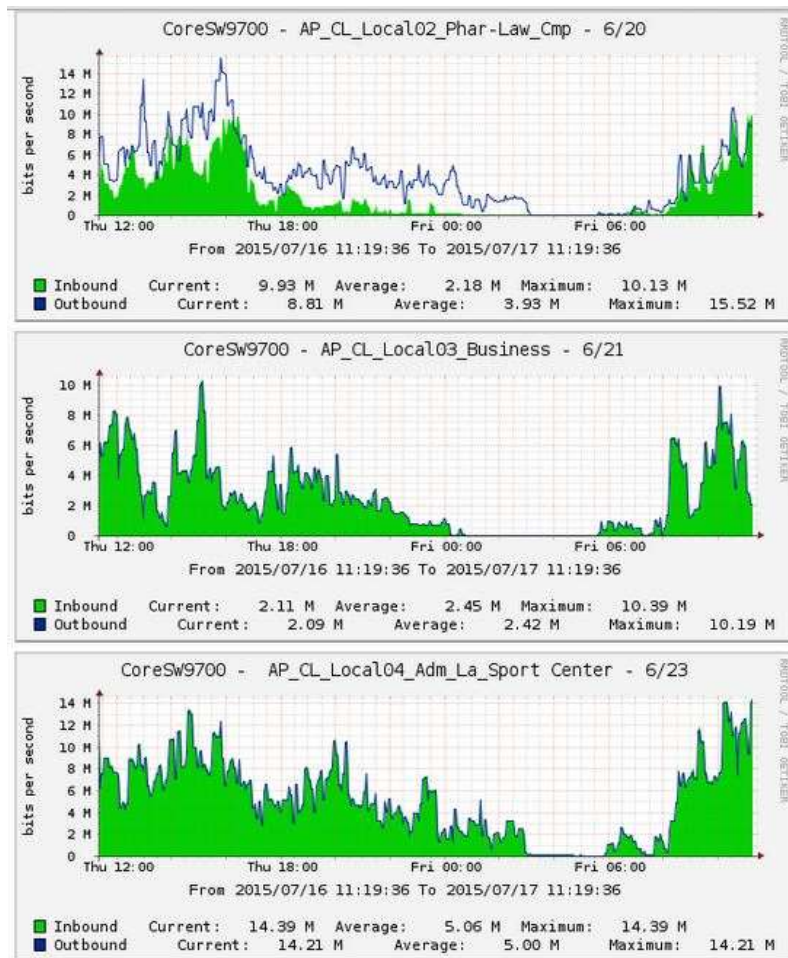 CoreSW9700 - AP_CL_Local02_Phar-Law_Cmp - 6/20
RRDTOOL / TOBI OETIKER
bits per second
14 M
12 M
10 M
8 M
6 M
4 M
2 M
0
Thu 12:00 Thu 18:00 Fri 00:00 Fri 06:00
From 2015/07/16 11:19:36 To 2015/07/17 11:19:36
Inbound Current: 9.93 M Average: 2.18 M Maximum: 10.13 M
Outbound Current: 8.81 M Average: 3.93 M Maximum: 15.52 M
CoreSW9700 - AP_CL_Local03_Business - 6/21
RRDTOOL / TOBI OETIKER
bits per second
10 M
8 M
6 M
4 M
2 M
0
Thu 12:00 Thu 18:00 Fri 00:00 Fri 06:00
From 2015/07/16 11:19:36 To 2015/07/17 11:19:36
Inbound Current: 2.11 M Average: 2.45 M Maximum: 10.39 M
Outbound Current: 2.09 M Average: 2.42 M Maximum: 10.19 M
CoreSW9700 - AP_CL_Local04_Adm_La_Sport Center - 6/23
RRDTOOL / TOBI OETIKER
bits per second
14 M
12 M
10 M
8 M
6 M
4 M
2 M
0
Thu 12:00 Thu 18:00 Fri 00:00 Fri 06:00
From 2015/07/16 11:19:36 To 2015/07/17 11:19:36
Inbound Current: 14.39 M Average: 5.06 M Maximum: 14.39 M
Outbound Current: 14.21 M Average: 5.00 M Maximum: 14.21 M